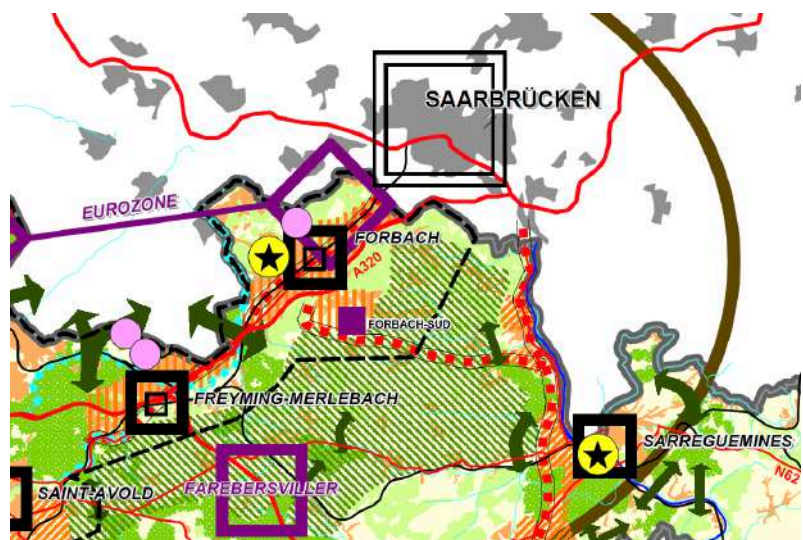 SAARBRÜCKEN
EUROZONE
FORBACH
A320
FORBACH-SUD
FREYMING-MERLEBACH
SARREGUEMINES
SAINT-AVOLD
FAREBERSVILLER
N62